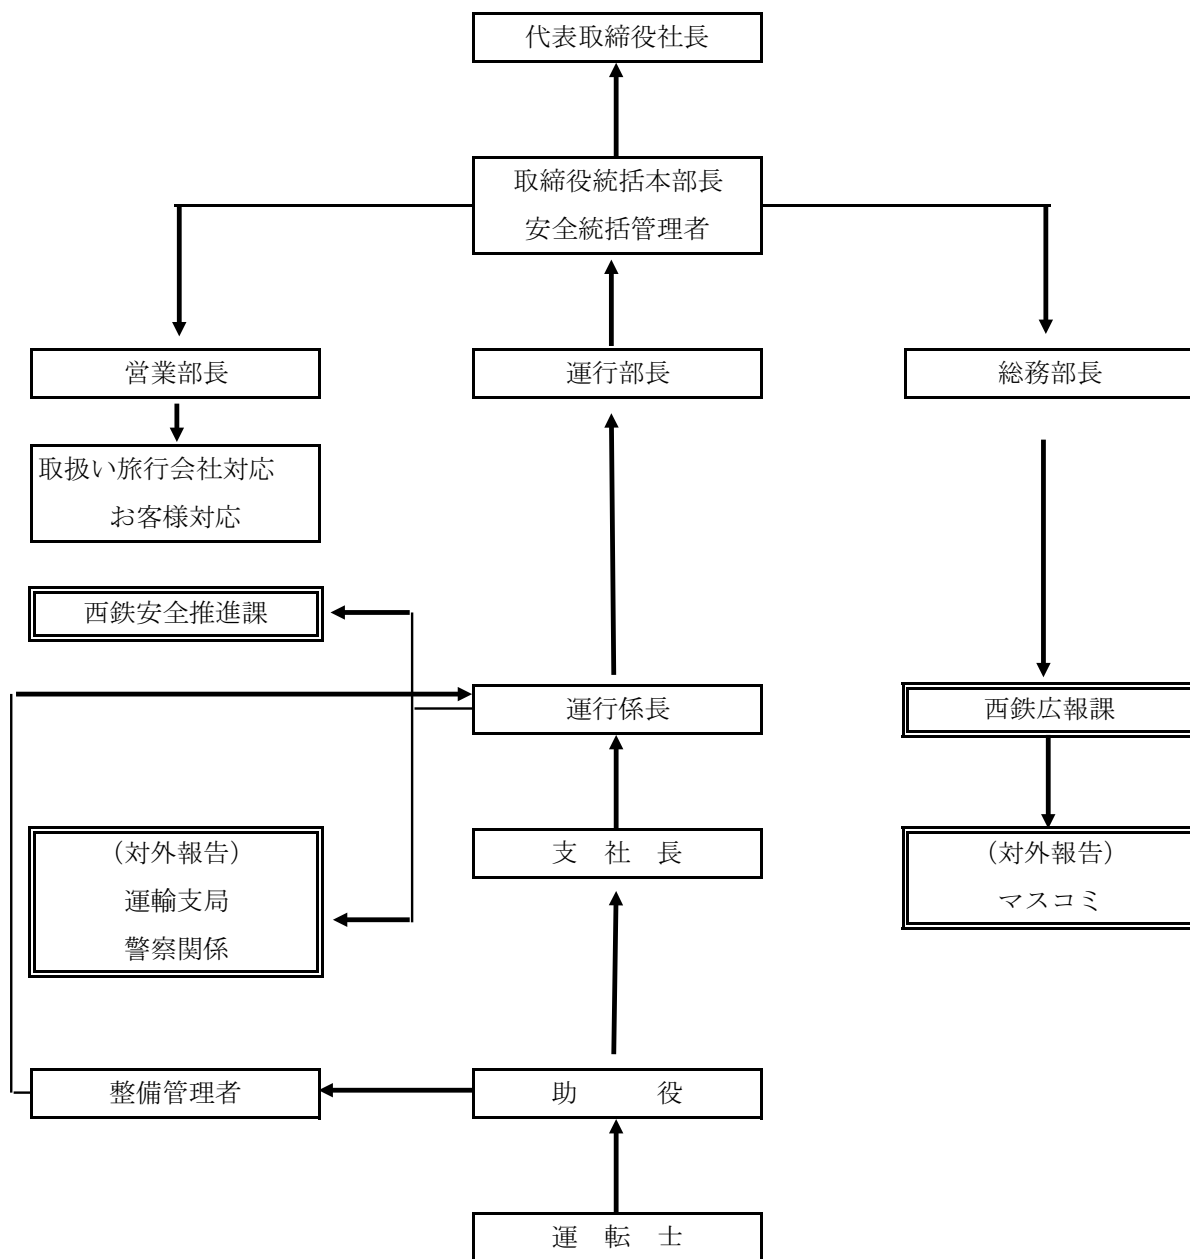 代表取締役社長
取締役統括本部長
安全統括管理者
営業部長
運行部長
総務部長
取扱い旅行会社対応
お客様対応
西鉄安全推進課
運行係長
西鉄広報課
支　社　長
（対外報告）
運輸支局
警察関係
（対外報告）
マスコミ
整備管理者
助　　　役
運　転　士